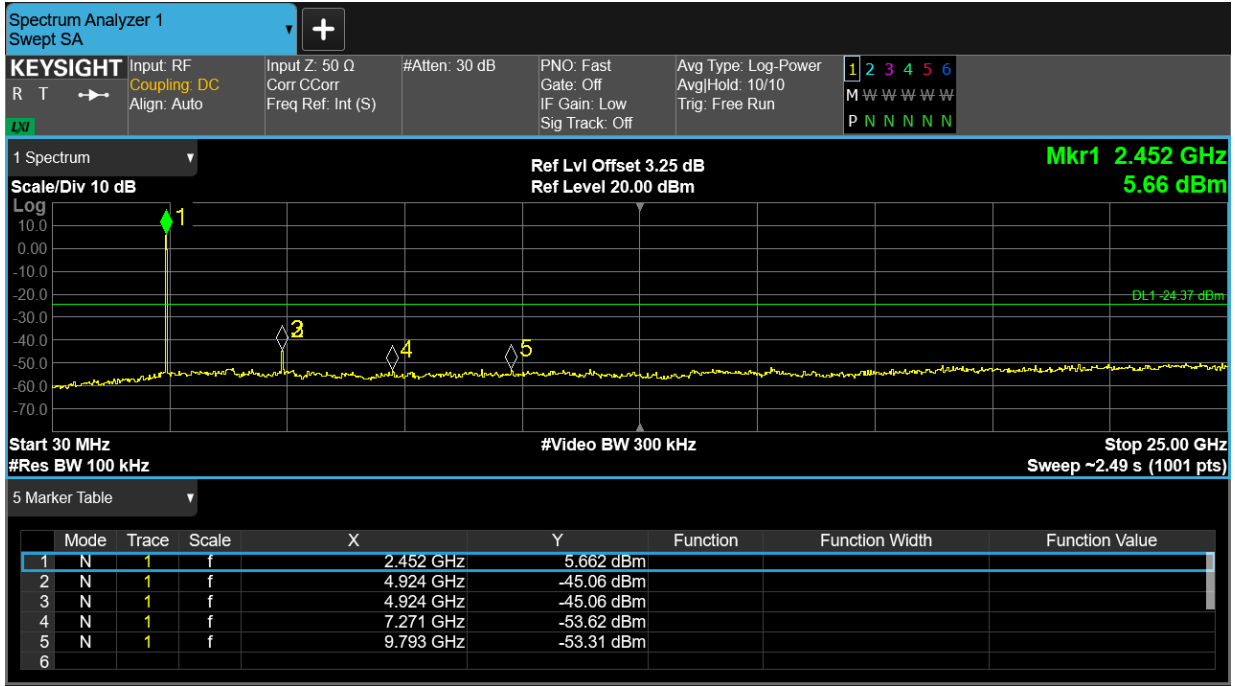 Spectrum Analyzer 1
Swept SA
KEYSIGHT
R T
LXI
Input: RF
Coupling: DC
Align: Auto
Input Z: 50 Ω
Corr CCorr
Freq Ref: Int (S)
#Atten: 30 dB
PNO: Fast
Gate: Off
IF Gain: Low
Sig Track: Off
Avg Type: Log-Power
Avg|Hold: 10/10
Trig: Free Run
1 2 3 4 5 6
M W W W W W
P N N N N N
1 Spectrum
Scale/Div 10 dB
Ref Lvl Offset 3.25 dB
Ref Level 20.00 dBm
Mkr1 2.452 GHz
5.66 dBm
Log
10.0
0.00
-10.0
-20.0
-30.0
-40.0
-50.0
-60.0
-70.0
1
DL1 -24.37 dBm
3
4
5
Start 30 MHz
#Video BW 300 kHz
Stop 25.00 GHz
#Res BW 100 kHz
Sweep ~2.49 s (1001 pts)
5 Marker Table
Mode Trace Scale X Y Function Function Width Function Value
1 N 1 f 2.452 GHz 5.662 dBm
2 N 1 f 4.924 GHz -45.06 dBm
3 N 1 f 4.924 GHz -45.06 dBm
4 N 1 f 7.271 GHz -53.62 dBm
5 N 1 f 9.793 GHz -53.31 dBm
6